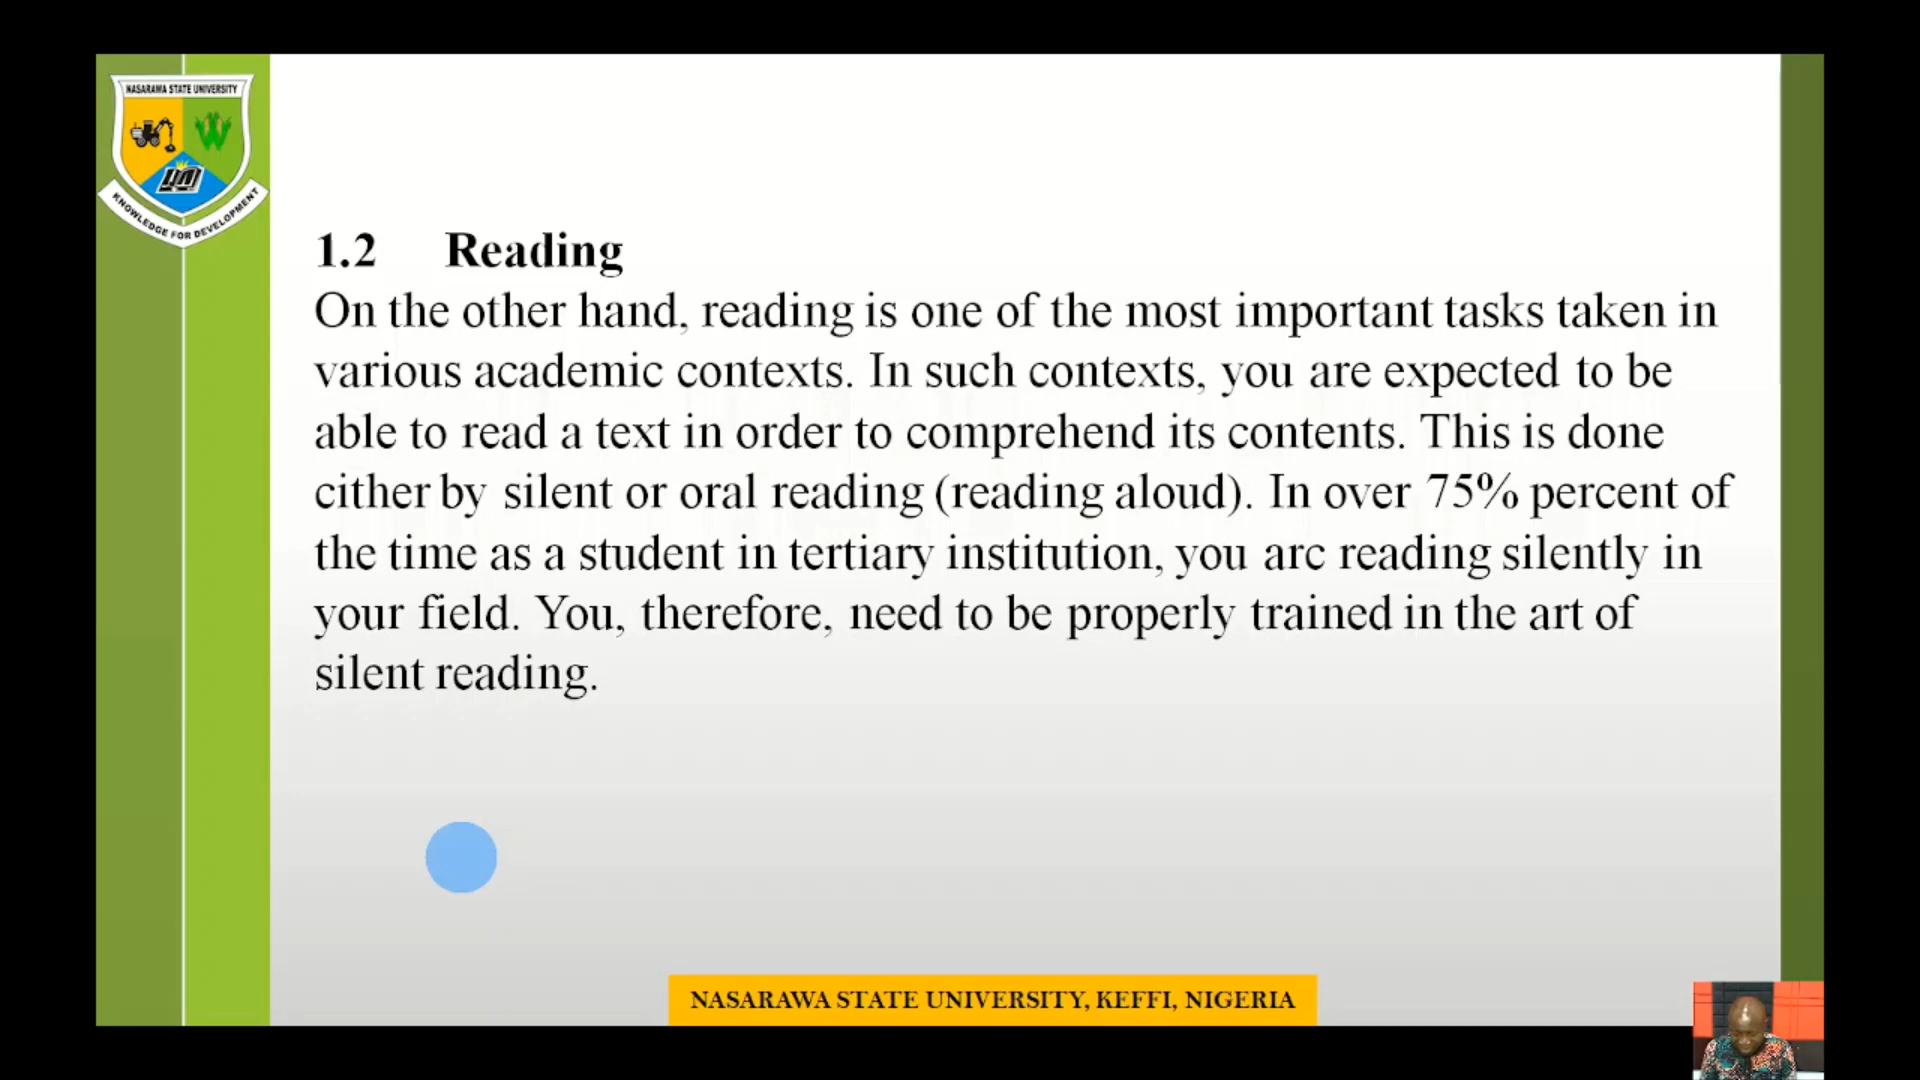 NASARAWA STATE UNIVERSITY
KNOWLEDGE FOR DEVELOPMENT
1.2 Reading
On the other hand, reading is one of the most important tasks taken in
various academic contexts. In such contexts, you are expected to be
able to read a text in order to comprehend its contents. This is done
cither by silent or oral reading (reading aloud). In over 75% percent of
the time as a student in tertiary institution, you arc reading silently in
your field. You, therefore, need to be properly trained in the art of
silent reading.
NASARAWA STATE UNIVERSITY, KEFFI, NIGERIA